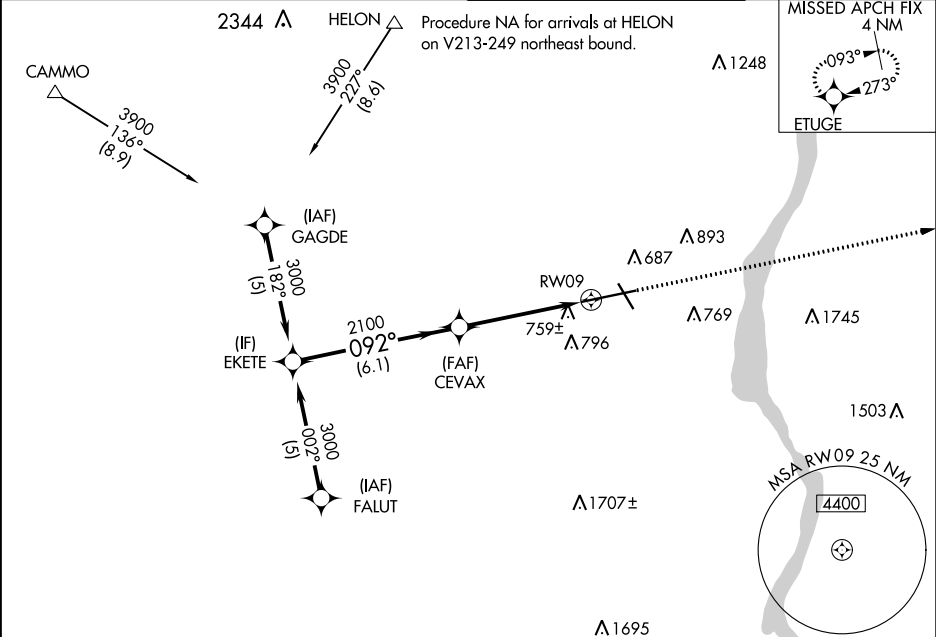 2344
HELON
Procedure NA for arrivals at HELON
on V213-249 northeast bound.
MISSED APCH FIX
4 NM
093°
273°
ETUGE
1248
CAMMO
3900
136°
(8.9)
3900
227°
(8.6)
(IAF)
GAGDE
3000
182°
(5)
893
687
RW09
759±
796
769
1745
2100
092°
(6.1)
(IF)
EKETE
(FAF)
CEVAX
3000
002°
(5)
(IAF)
FALUT
1503
MSA RW09 25 NM
4400
1707±
1695